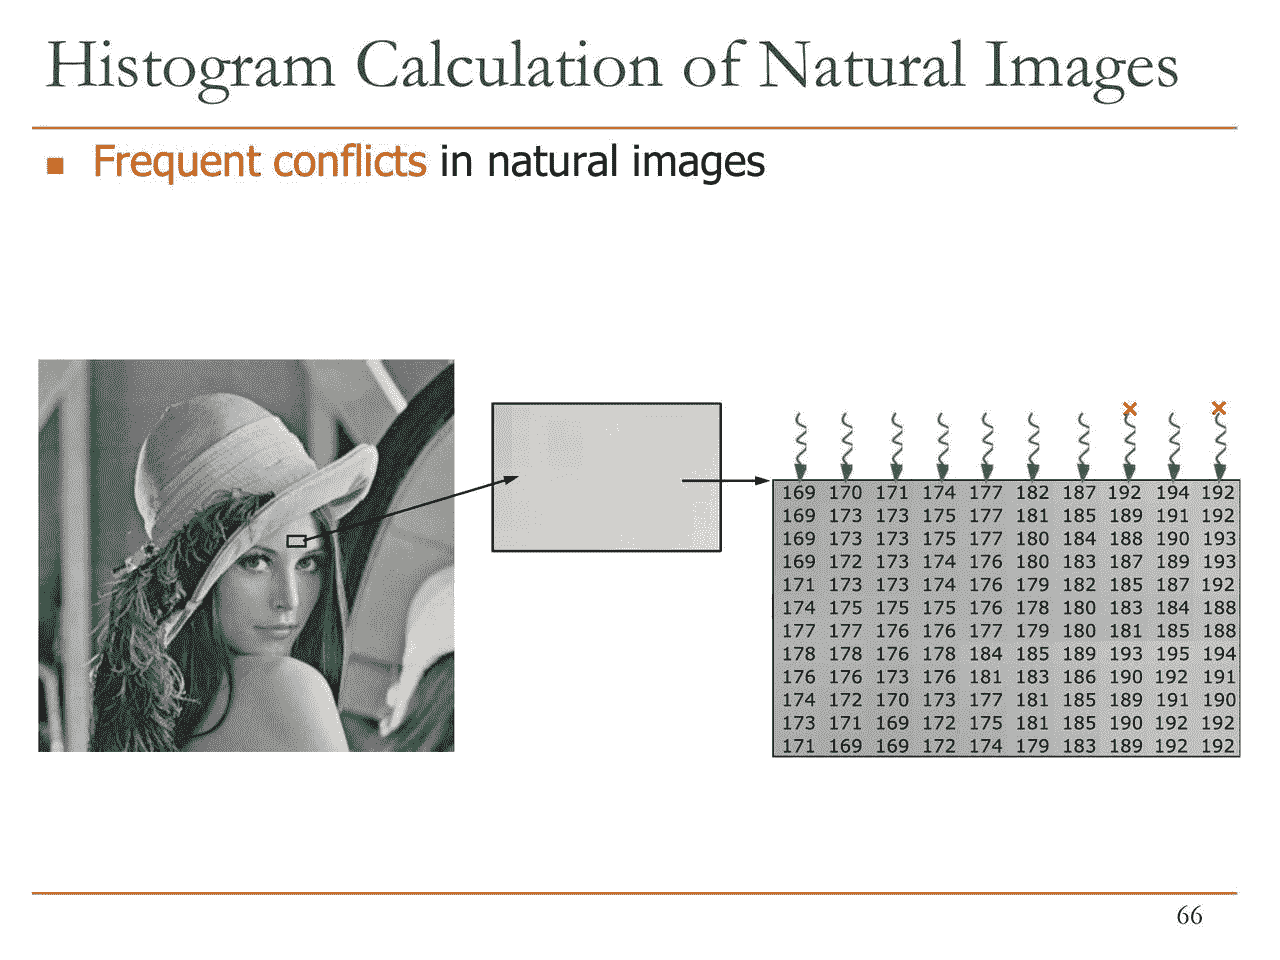 Histogram Calculation of Natural Images
Frequent conflicts in natural images
169 170 171 174 177 182 187 192 194 192
169 173 173 175 177 181 185 189 191 192
169 173 173 175 177 180 184 188 190 193
169 172 173 174 176 180 183 187 189 193
171 173 173 174 176 179 182 185 187 192
174 175 175 175 176 178 180 183 184 188
177 177 176 176 177 179 180 181 185 188
178 178 176 178 184 185 189 193 195 194
176 176 173 176 181 183 186 190 192 191
174 172 170 173 177 181 185 189 191 190
173 171 169 172 175 181 185 190 192 192
171 169 169 172 174 179 183 189 192 192
66